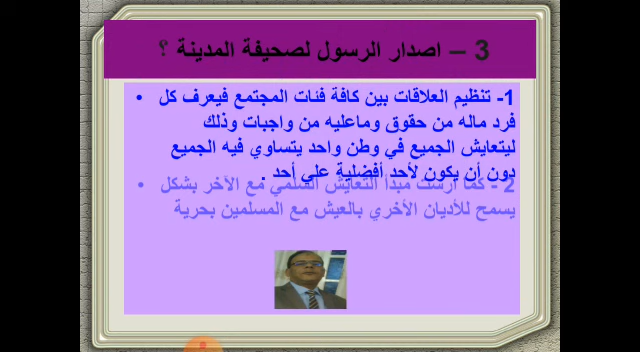 3 – اصدار الرسول لصحيفة المدينة ؟
• 1- تنظيم العلاقات بين كافة فئات المجتمع فيعرف كل
فرد ماله من حقوق وماعليه من واجبات وذلك
ليتعايش الجميع في وطن واحد يتساوي فيه الجميع
دون أن يكون لأحد أفضلية علي أحد .
• 2 - كما أرست مبدأ التعايش السلمي مع الآخر بشكل
يسمح للأديان الأخري بالعيش مع المسلمين بحرية